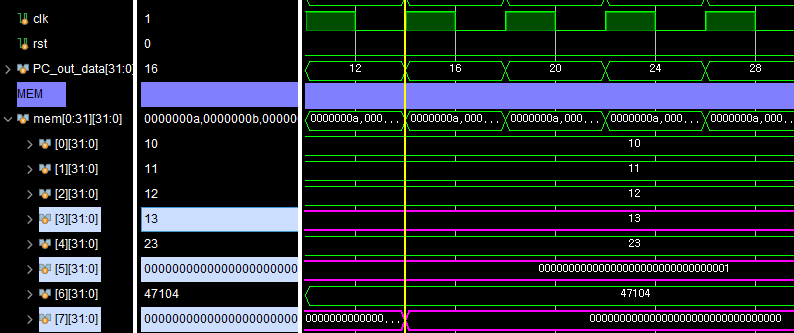 clk 1
rst 0
PC_out_data[31:0] 16 12 16 20 24 28
MEM
mem[0:31][31:0] 0000000a,0000000b,00000 0000000a,000... 0000000a,000... 0000000a,000... 0000000a,000... 0000000a,000...
[0][31:0] 10 10
[1][31:0] 11 11
[2][31:0] 12 12
[3][31:0] 13 13
[4][31:0] 23 23
[5][31:0] 0000000000000000000000 00000000000000000000000000000001
[6][31:0] 47104 47104
[7][31:0] 0000000000000000000000 0000000000000... 00000000000000000000000000000000